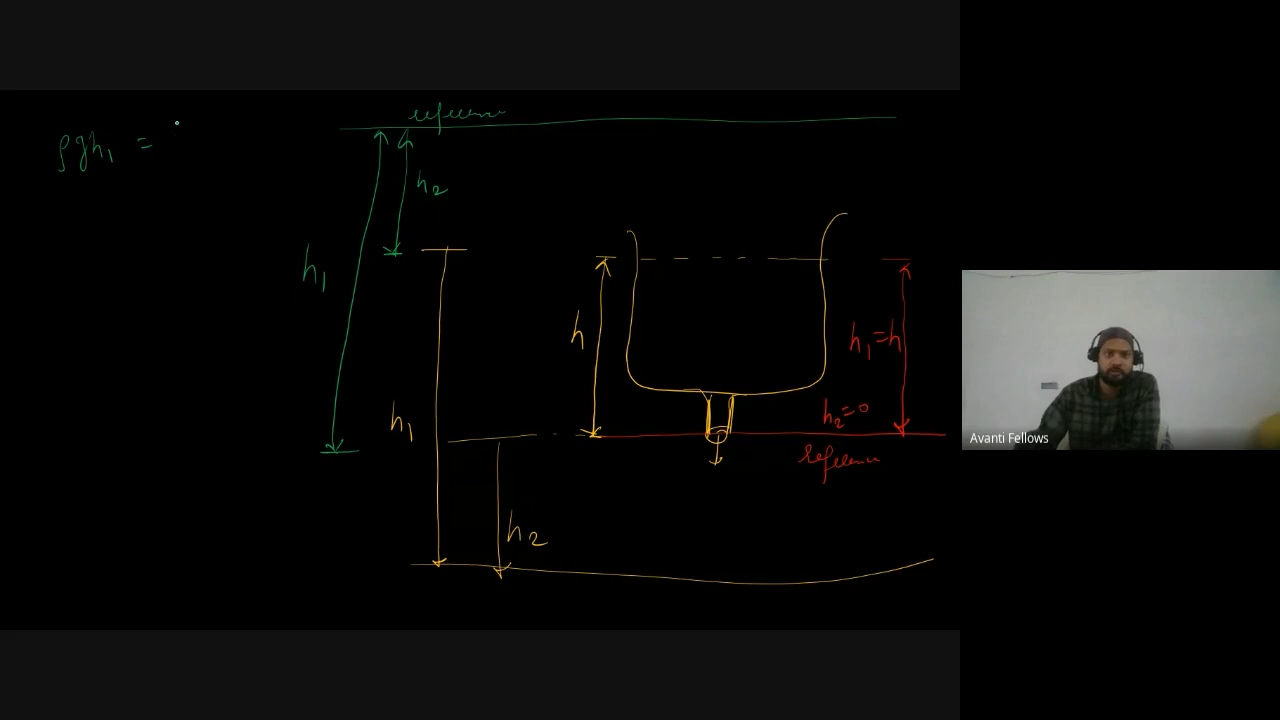 reference
ρgh₁ =
h₂
h₁
h
h₁=h
h₂=0
h₁
reference
h₂
Avanti Fellows